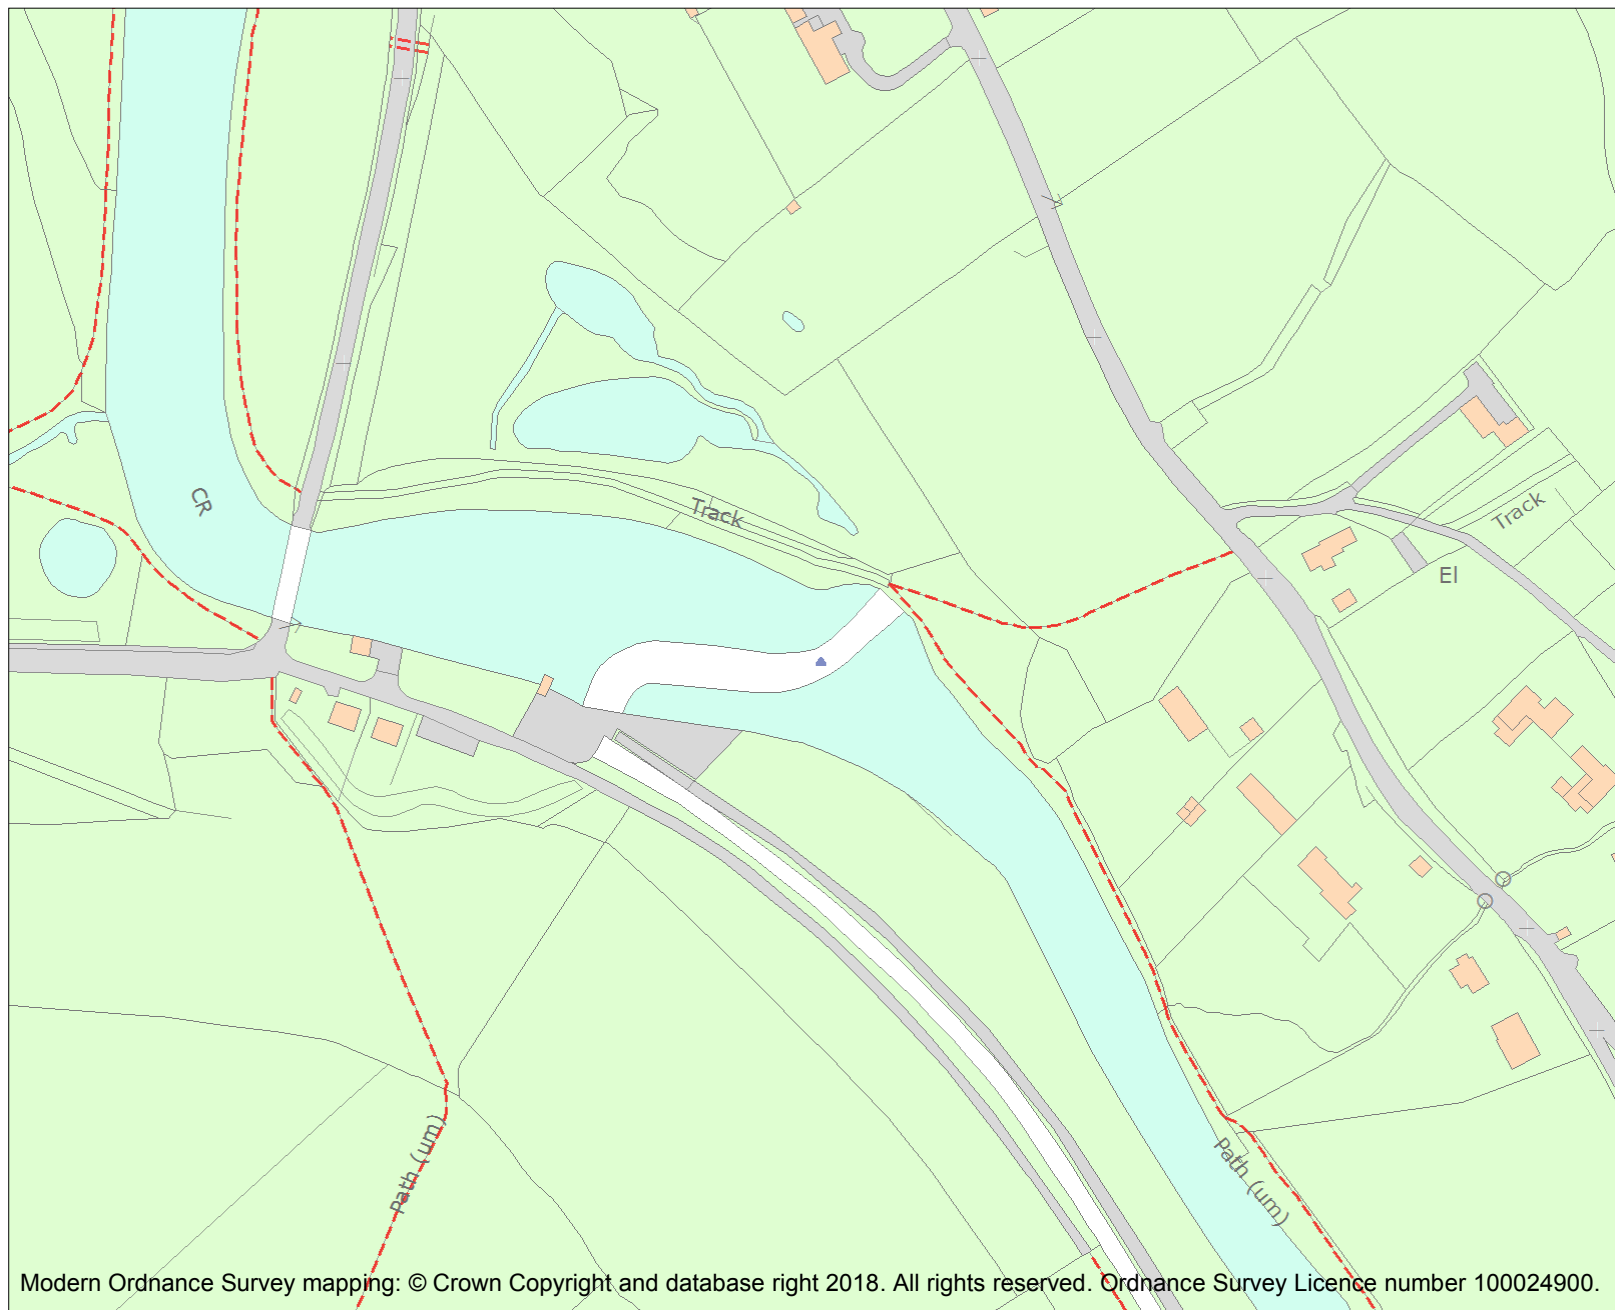 CR
Track
Track
El
Path (um)
Path (um)
Modern Ordnance Survey mapping: © Crown Copyright and database right 2018. All rights reserved. Ordnance Survey Licence number 100024900.